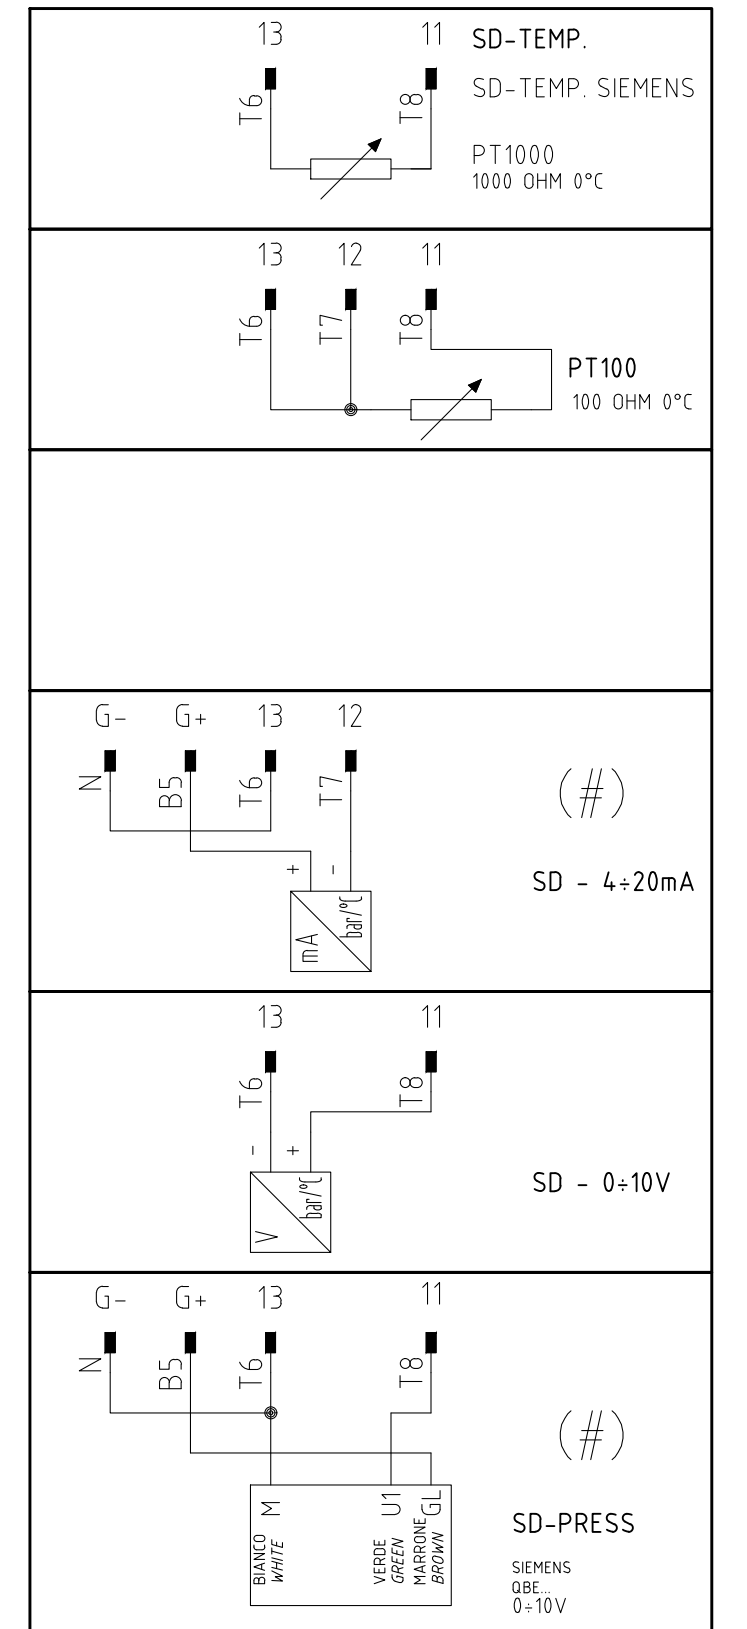 13 11 SD-TEMP.
T6 T8 SD-TEMP. SIEMENS
PT1000
1000 OHM 0°C
13 12 11
T6 T7 T8
PT100
100 OHM 0°C
G- G+ 13 12
N B5 T6 T7
(#)
+ -
SD - 4÷20mA
mA bar/°C
13 11
T6 T8
- +
SD - 0÷10V
V bar/°C
G- G+ 13 11
N B5 T6 T8
(#)
M U1 GL
BIANCO
WHITE
VERDE
GREEN
MARRONE
BROWN
SD-PRESS
SIEMENS
QBE...
0÷10V